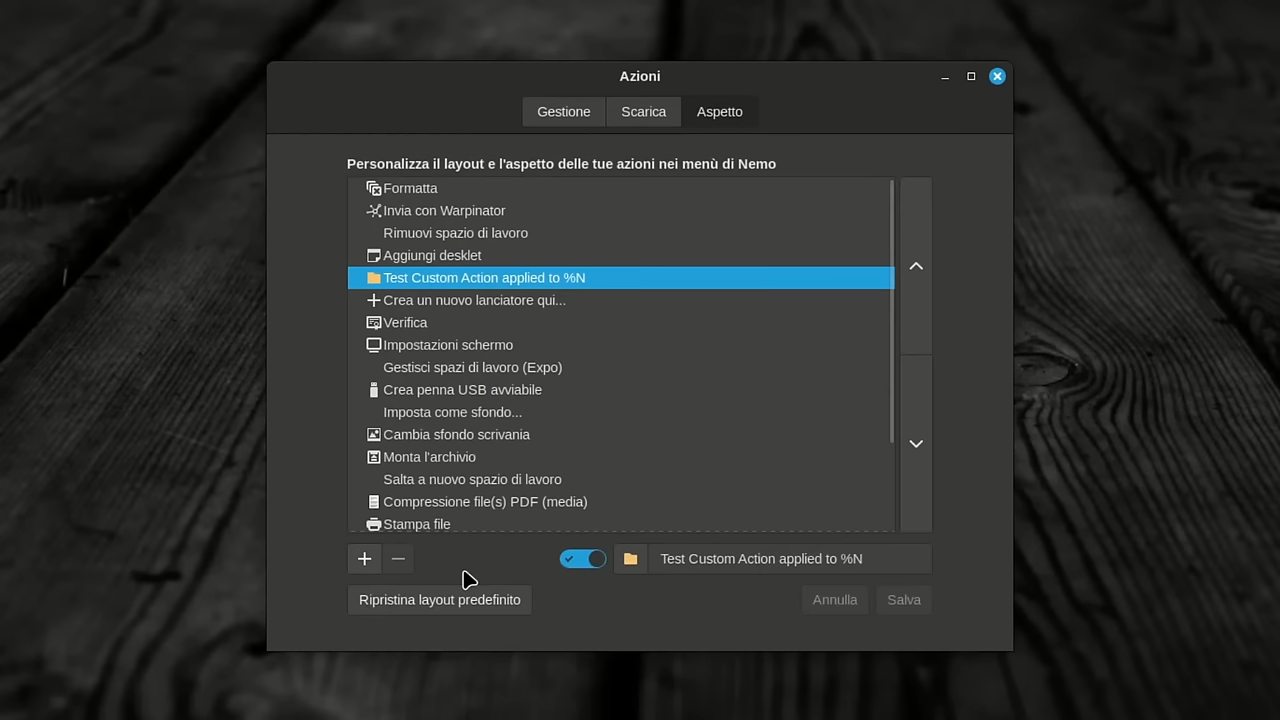 Azioni
Gestione
Scarica
Aspetto
Personalizza il layout e l'aspetto delle tue azioni nei menù di Nemo
Formatta
Invia con Warpinator
Rimuovi spazio di lavoro
Aggiungi desklet
Test Custom Action applied to %N
Crea un nuovo lanciatore qui...
Verifica
Impostazioni schermo
Gestisci spazi di lavoro (Expo)
Crea penna USB avviabile
Imposta come sfondo...
Cambia sfondo scrivania
Monta l'archivio
Salta a nuovo spazio di lavoro
Compressione file(s) PDF (media)
Stampa file
Test Custom Action applied to %N
Ripristina layout predefinito
Annulla
Salva